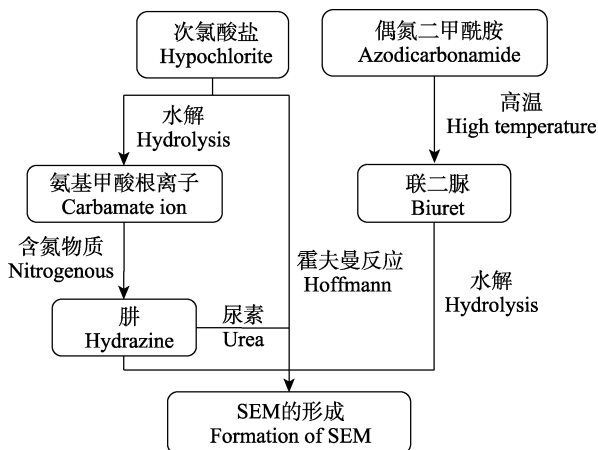 次氯酸盐
Hypochlorite
偶氮二甲酰胺
Azodicarbonamide
水解
Hydrolysis
高温
High temperature
氨基甲酸根离子
Carbamate ion
联二脲
Biuret
含氮物质
Nitrogenous
霍夫曼反应
Hoffmann
水解
Hydrolysis
肼
Hydrazine
尿素
Urea
SEM的形成
Formation of SEM